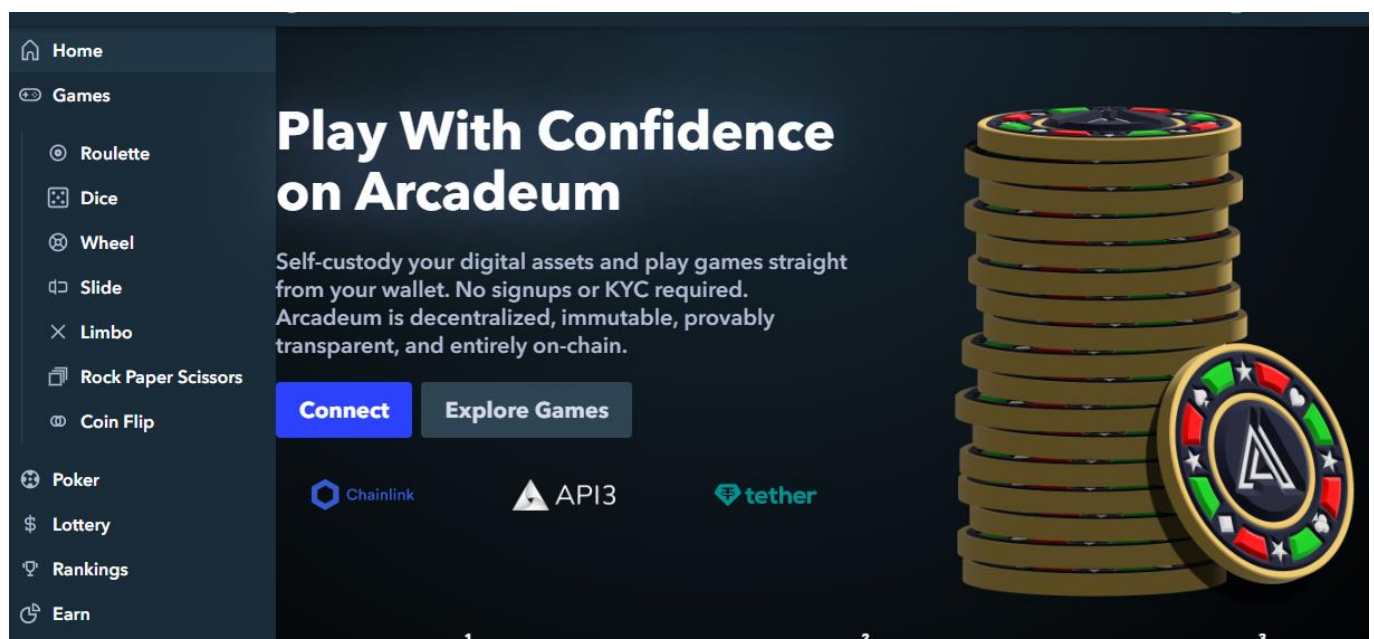 Home
Games
Roulette
Dice
Wheel
Slide
Limbo
Rock Paper Scissors
Coin Flip
Poker
Lottery
Rankings
Earn
Play With Confidence
on Arcadeum
Self-custody your digital assets and play games straight
from your wallet. No signups or KYC required.
Arcadeum is decentralized, immutable, provably
transparent, and entirely on-chain.
Connect
Explore Games
Chainlink
API3
tether